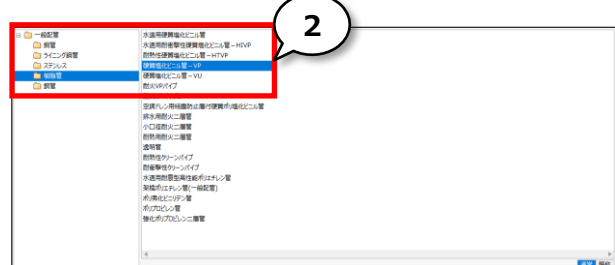 2
一般配管
鋼管
ライニング鋼管
ステンレス
樹脂管
銅管
水道用硬質塩化ビニル管
水道用耐衝撃性硬質塩化ビニル管－HIVP
耐熱性硬質塩化ビニル管－HTVP
硬質塩化ビニル管－VP
硬質塩化ビニル管－VU
耐火VPパイプ
空調ドレン用結露防止層付硬質ポリ塩化ビニル管
排水用耐火二層管
小口径耐火二層管
耐熱用耐火二層管
透明管
耐熱性クリーンパイプ
耐衝撃性クリーンパイプ
水道用耐震型高性能ポリエチレン管
架橋ポリエチレン管(一般配管)
ポリブテン管
ポリプロピレン管
強化ポリプロピレン二層管